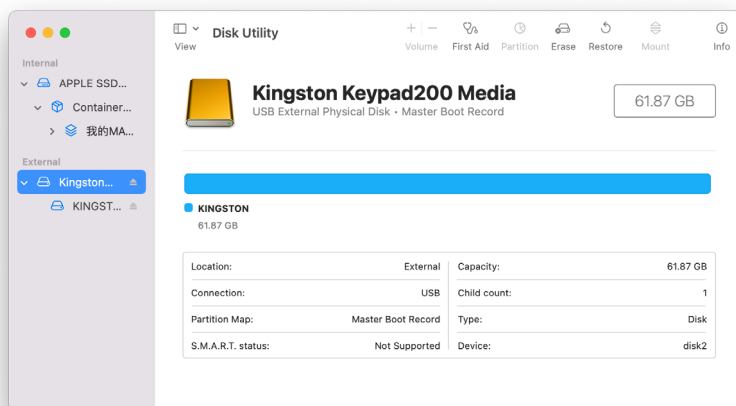 Disk Utility
View
Volume
First Aid
Partition
Erase
Restore
Mount
Info
Internal
APPLE SSD...
Container...
我的MA...
External
Kingston...
KINGST...
Kingston Keypad200 Media
USB External Physical Disk • Master Boot Record
61.87 GB
KINGSTON
61.87 GB
Location: External
Capacity: 61.87 GB
Connection: USB
Child count: 1
Partition Map: Master Boot Record
Type: Disk
S.M.A.R.T. status: Not Supported
Device: disk2